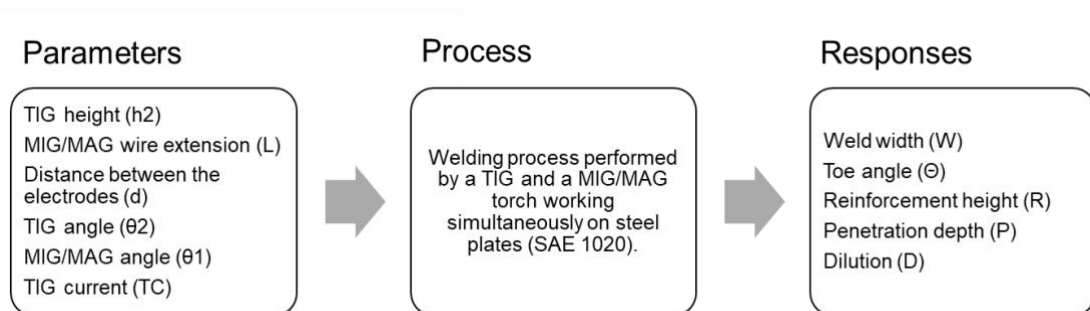 Parameters
TIG height (h2)
MIG/MAG wire extension (L)
Distance between the
electrodes (d)
TIG angle (θ2)
MIG/MAG angle (θ1)
TIG current (TC)
Process
Welding process performed
by a TIG and a MIG/MAG
torch working
simultaneously on steel
plates (SAE 1020).
Responses
Weld width (W)
Toe angle (Θ)
Reinforcement height (R)
Penetration depth (P)
Dilution (D)